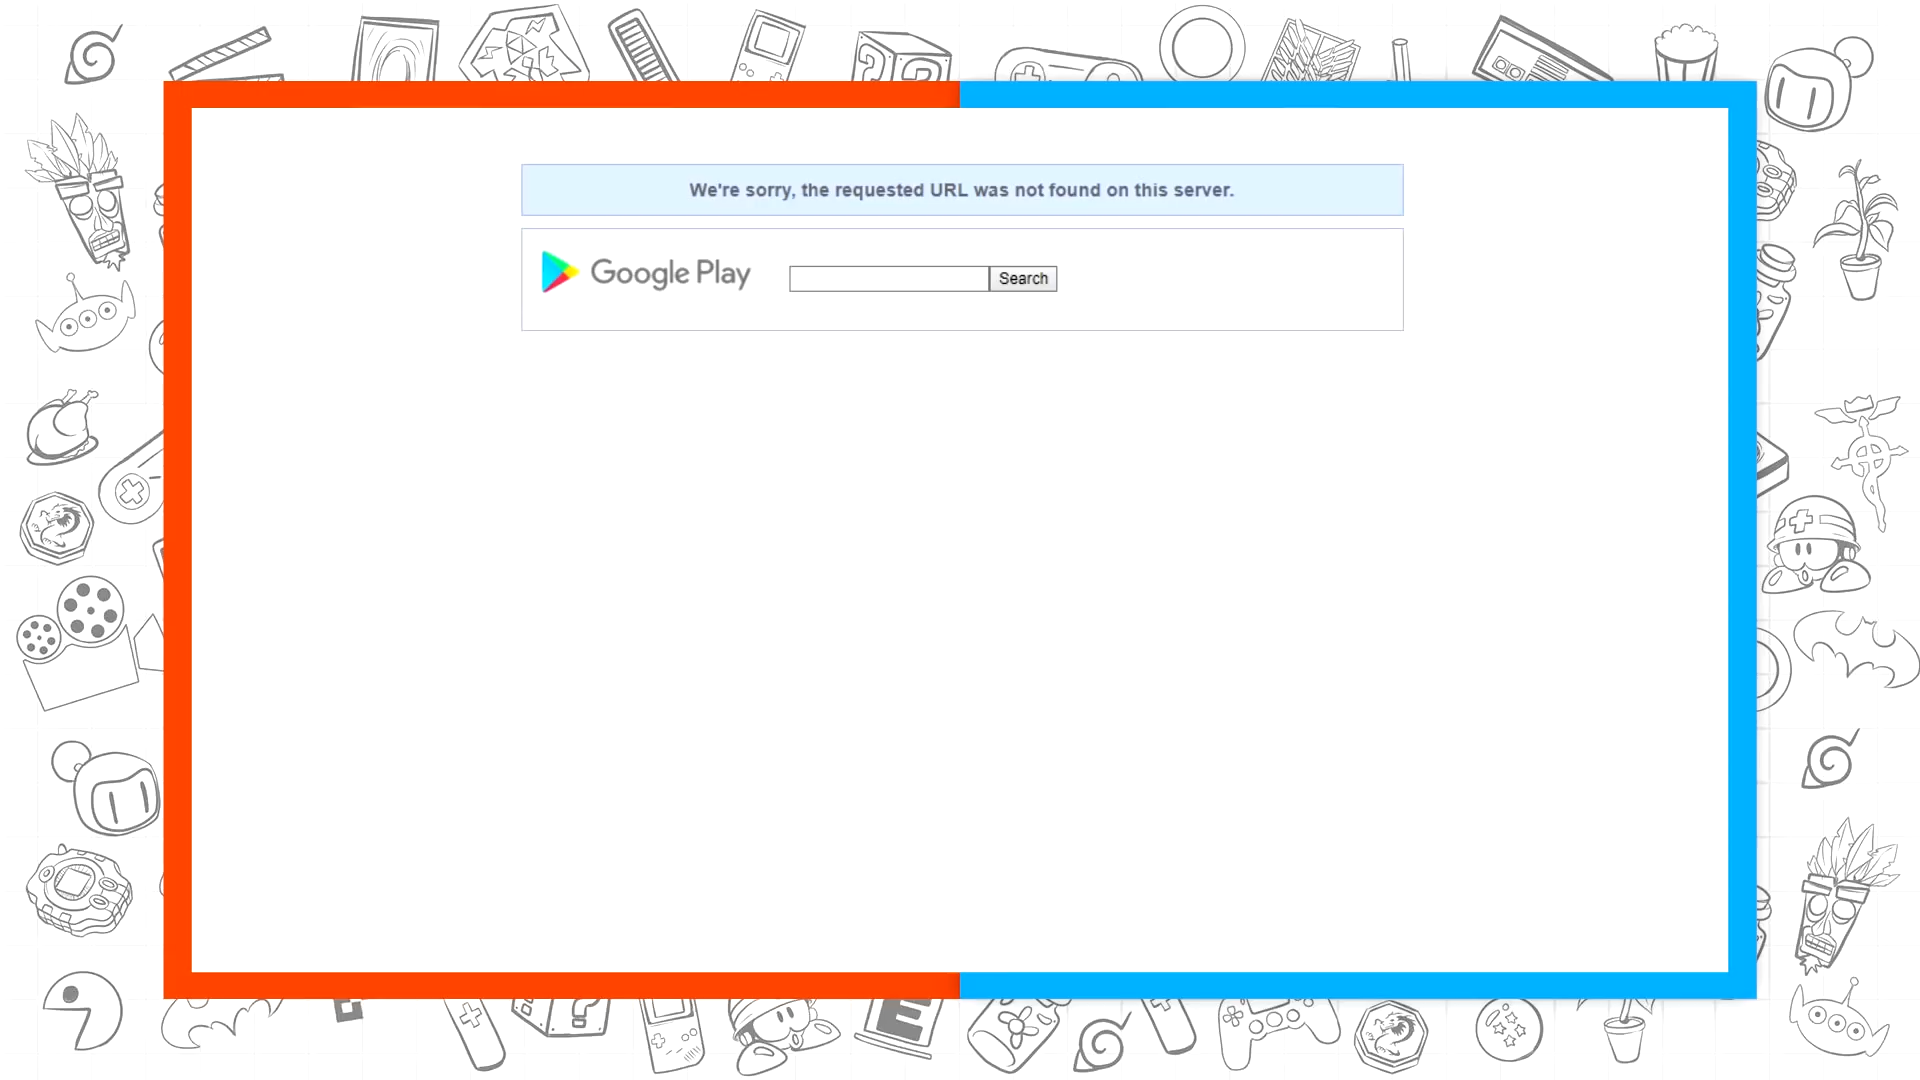 We're sorry, the requested URL was not found on this server.
Google Play
Search
? ?
?
E